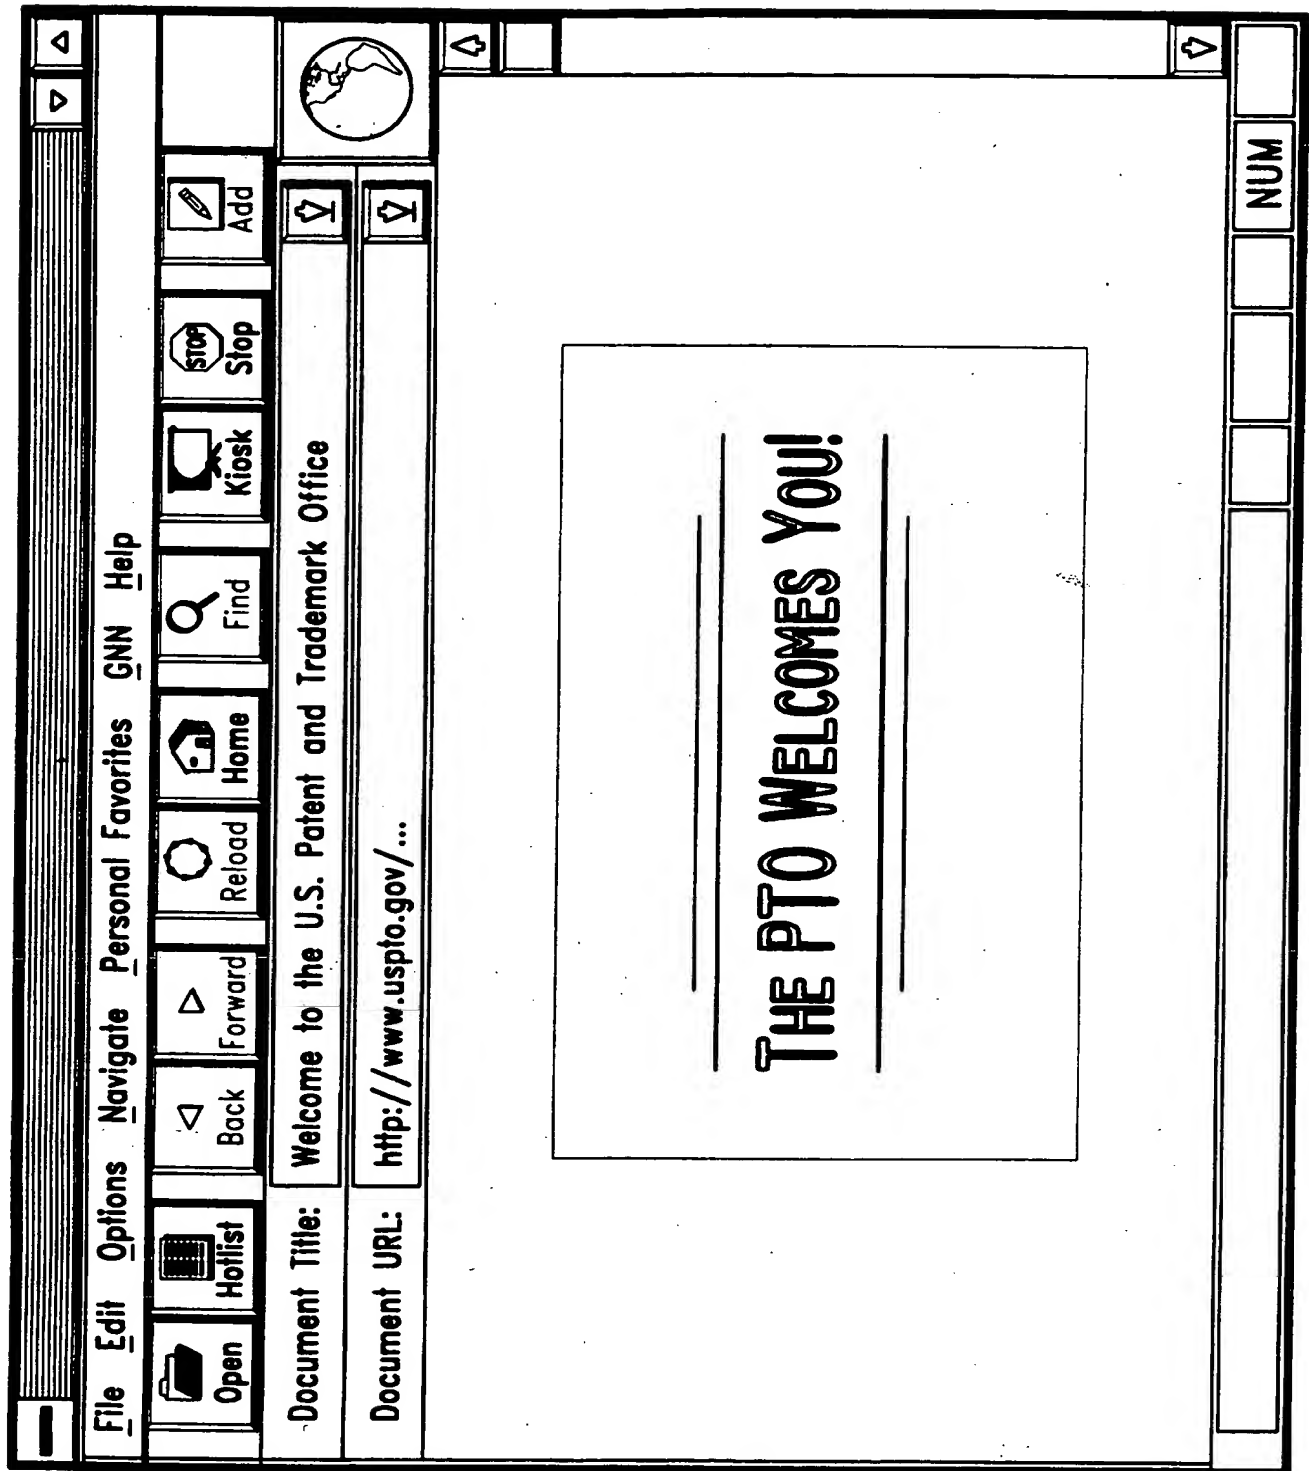 File Edit Options Navigate Personal Favorites GNN Help
Open Hotlist Back Forward Reload Home Find Kiosk STOP Stop Add
Document Title: Welcome to the U.S. Patent and Trademark Office
Document URL: http://www.uspto.gov/...
THE PTO WELCOMES YOU!
NUM